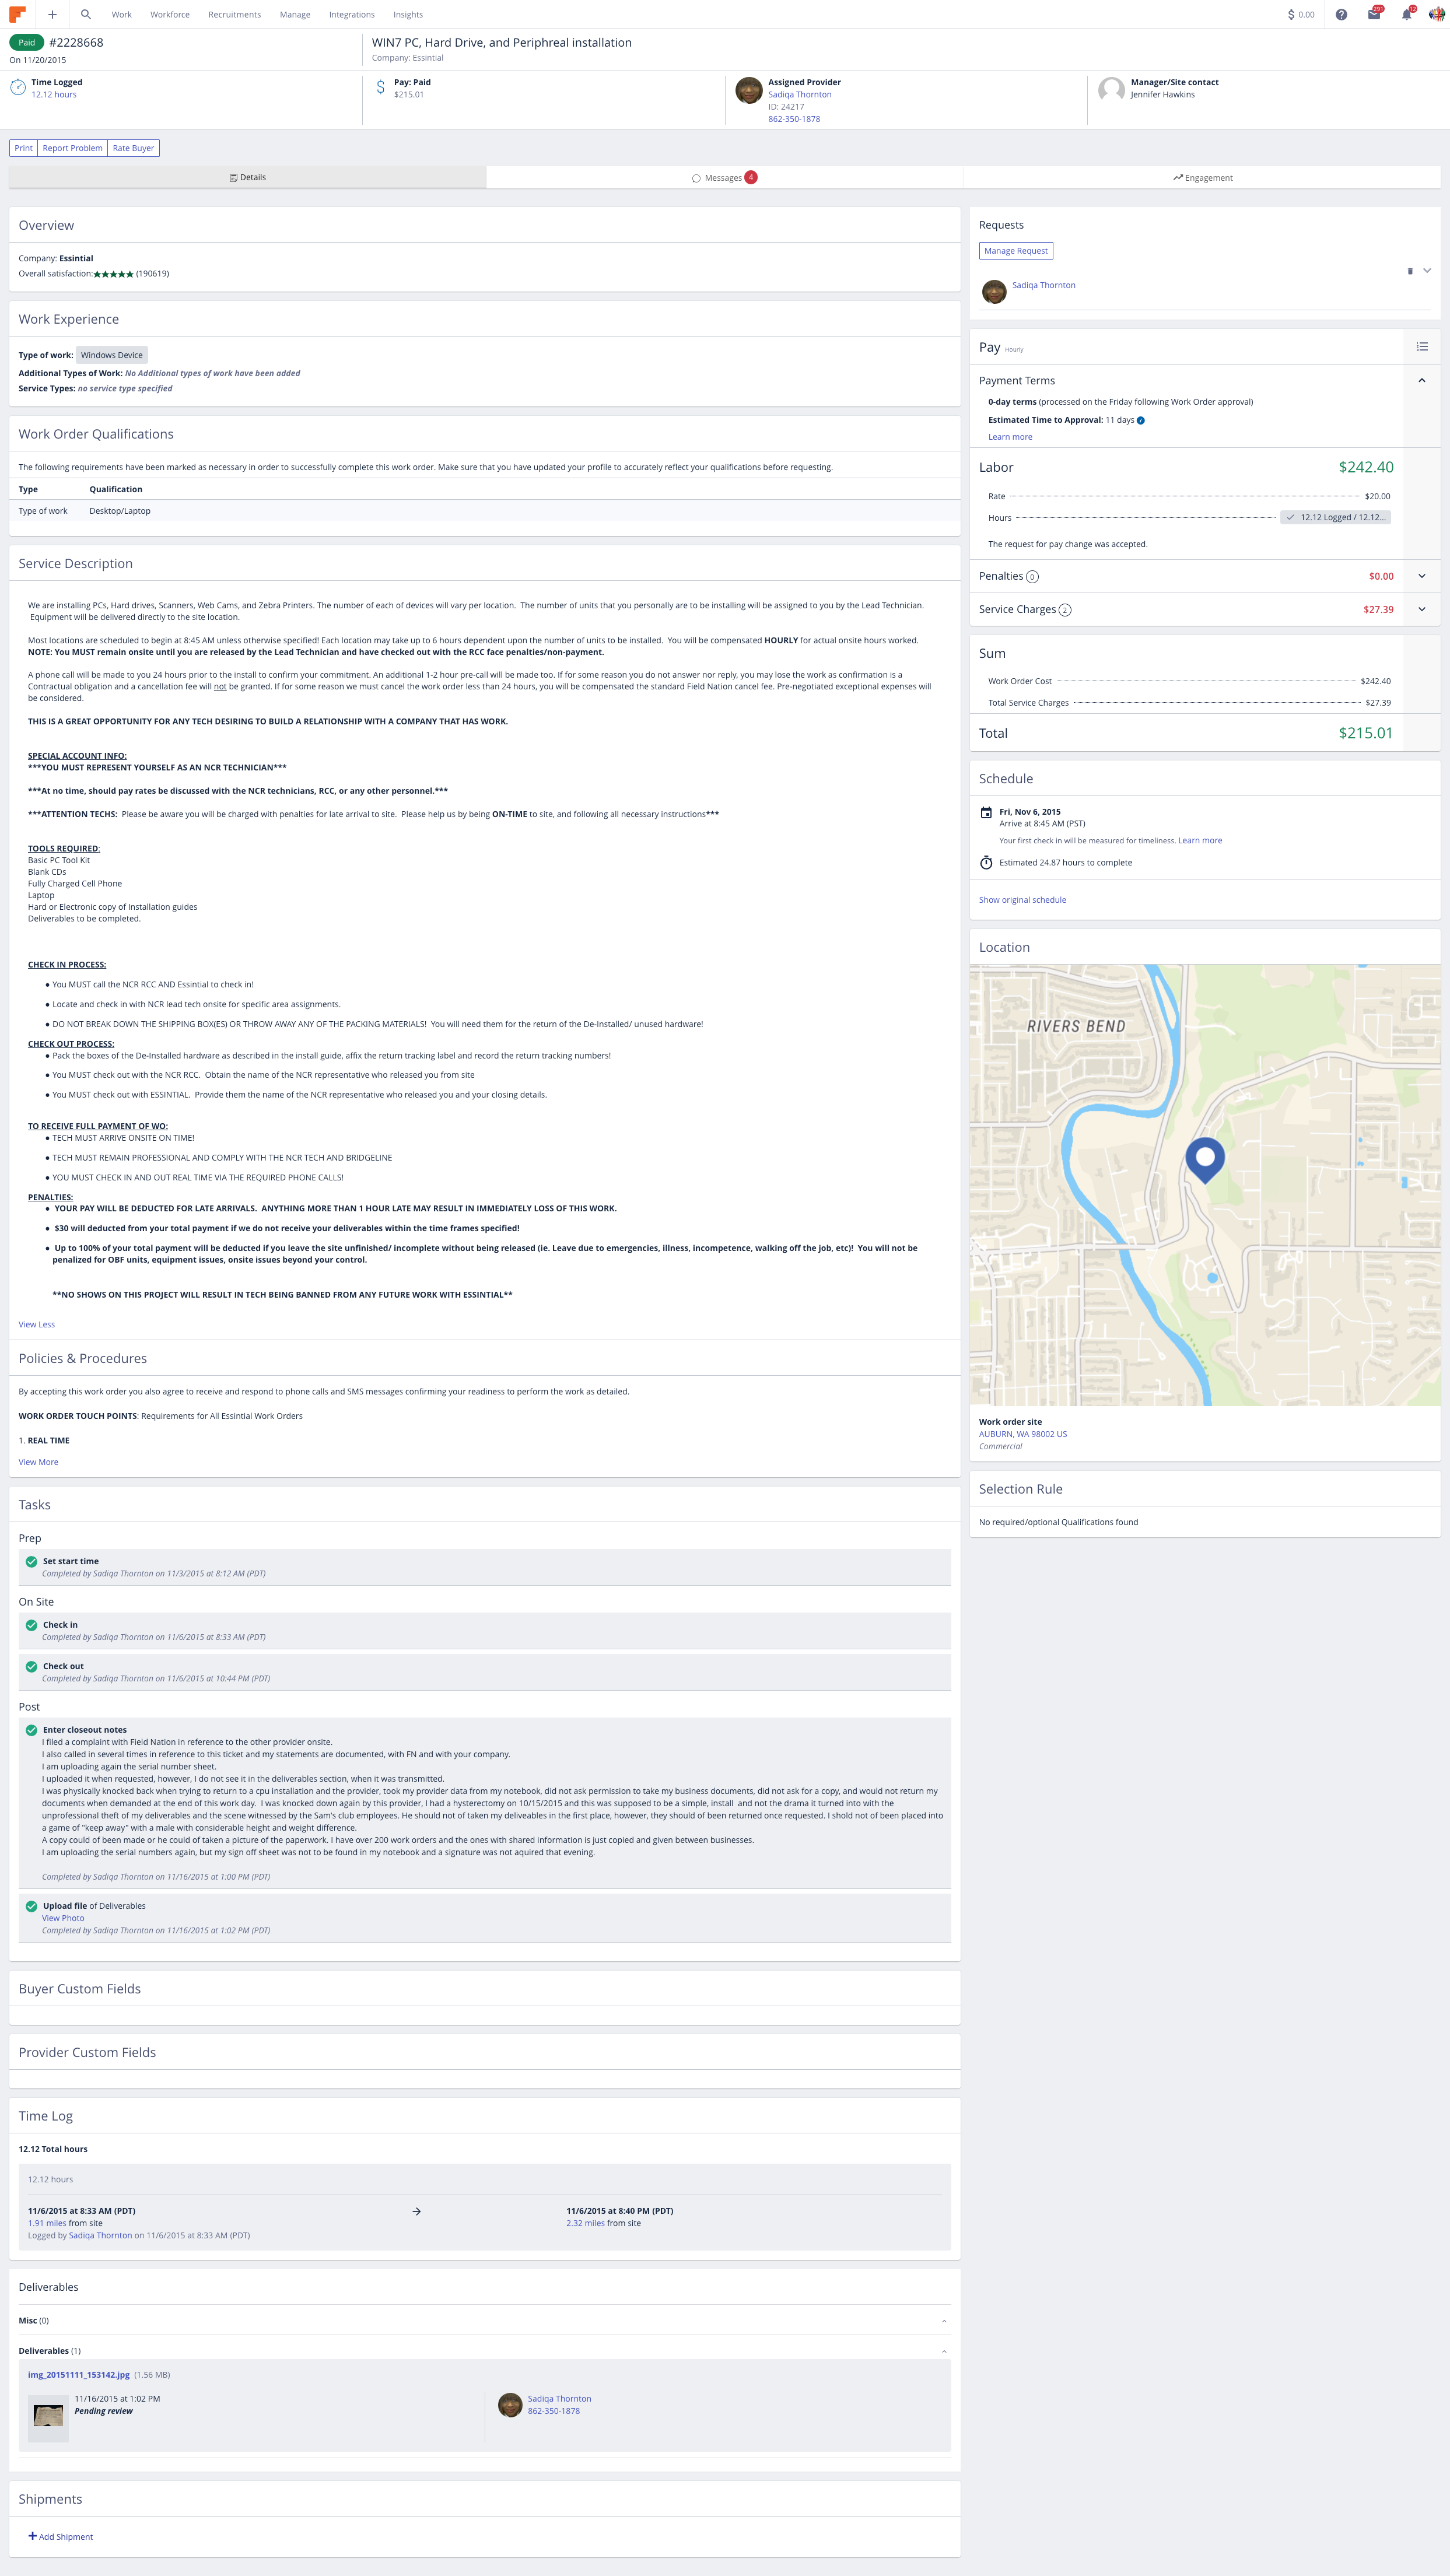 Work Workforce Recruitments Manage Integrations Insights
0.00
291
12
Paid #2228668
On 11/20/2015
WIN7 PC, Hard Drive, and Periphreal installation
Company: Essintial
Time Logged
12.12 hours
Pay: Paid
$215.01
Assigned Provider
Sadiqa Thornton
ID: 24217
862-350-1878
Manager/Site contact
Jennifer Hawkins
Print Report Problem Rate Buyer
Details Messages 4 Engagement
Overview
Company: Essintial
Overall satisfaction:★★★★★ (190619)
Work Experience
Type of work: Windows Device
Additional Types of Work: No Additional types of work have been added
Service Types: no service type specified
Work Order Qualifications
The following requirements have been marked as necessary in order to successfully complete this work order. Make sure that you have updated your profile to accurately reflect your qualifications before requesting.
Type Qualification
Type of work Desktop/Laptop
Service Description
We are installing PCs, Hard drives, Scanners, Web Cams, and Zebra Printers. The number of each of devices will vary per location. The number of units that you personally are to be installing will be assigned to you by the Lead Technician.
Equipment will be delivered directly to the site location.
Most locations are scheduled to begin at 8:45 AM unless otherwise specified! Each location may take up to 6 hours dependent upon the number of units to be installed. You will be compensated HOURLY for actual onsite hours worked.
NOTE: You MUST remain onsite until you are released by the Lead Technician and have checked out with the RCC face penalties/non-payment.
A phone call will be made to you 24 hours prior to the install to confirm your commitment. An additional 1-2 hour pre-call will be made too. If for some reason you do not answer nor reply, you may lose the work as confirmation is a
Contractual obligation and a cancellation fee will not be granted. If for some reason we must cancel the work order less than 24 hours, you will be compensated the standard Field Nation cancel fee. Pre-negotiated exceptional expenses will
be considered.
THIS IS A GREAT OPPORTUNITY FOR ANY TECH DESIRING TO BUILD A RELATIONSHIP WITH A COMPANY THAT HAS WORK.
SPECIAL ACCOUNT INFO:
***YOU MUST REPRESENT YOURSELF AS AN NCR TECHNICIAN***
***At no time, should pay rates be discussed with the NCR technicians, RCC, or any other personnel.***
***ATTENTION TECHS: Please be aware you will be charged with penalties for late arrival to site. Please help us by being ON-TIME to site, and following all necessary instructions***
TOOLS REQUIRED:
Basic PC Tool Kit
Blank CDs
Fully Charged Cell Phone
Laptop
Hard or Electronic copy of Installation guides
Deliverables to be completed.
CHECK IN PROCESS:
● You MUST call the NCR RCC AND Essintial to check in!
● Locate and check in with NCR lead tech onsite for specific area assignments.
● DO NOT BREAK DOWN THE SHIPPING BOX(ES) OR THROW AWAY ANY OF THE PACKING MATERIALS! You will need them for the return of the De-Installed/ unused hardware!
CHECK OUT PROCESS:
● Pack the boxes of the De-Installed hardware as described in the install guide, affix the return tracking label and record the return tracking numbers!
● You MUST check out with the NCR RCC. Obtain the name of the NCR representative who released you from site
● You MUST check out with ESSINTIAL. Provide them the name of the NCR representative who released you and your closing details.
TO RECEIVE FULL PAYMENT OF WO:
● TECH MUST ARRIVE ONSITE ON TIME!
● TECH MUST REMAIN PROFESSIONAL AND COMPLY WITH THE NCR TECH AND BRIDGELINE
● YOU MUST CHECK IN AND OUT REAL TIME VIA THE REQUIRED PHONE CALLS!
PENALTIES:
● YOUR PAY WILL BE DEDUCTED FOR LATE ARRIVALS. ANYTHING MORE THAN 1 HOUR LATE MAY RESULT IN IMMEDIATELY LOSS OF THIS WORK.
● $30 will deducted from your total payment if we do not receive your deliverables within the time frames specified!
● Up to 100% of your total payment will be deducted if you leave the site unfinished/ incomplete without being released (ie. Leave due to emergencies, illness, incompetence, walking off the job, etc)! You will not be
penalized for OBF units, equipment issues, onsite issues beyond your control.
**NO SHOWS ON THIS PROJECT WILL RESULT IN TECH BEING BANNED FROM ANY FUTURE WORK WITH ESSINTIAL**
View Less
Policies & Procedures
By accepting this work order you also agree to receive and respond to phone calls and SMS messages confirming your readiness to perform the work as detailed.
WORK ORDER TOUCH POINTS: Requirements for All Essintial Work Orders
1. REAL TIME
View More
Tasks
Prep
Set start time
Completed by Sadiqa Thornton on 11/3/2015 at 8:12 AM (PDT)
On Site
Check in
Completed by Sadiqa Thornton on 11/6/2015 at 8:33 AM (PDT)
Check out
Completed by Sadiqa Thornton on 11/6/2015 at 10:44 PM (PDT)
Post
Enter closeout notes
I filed a complaint with Field Nation in reference to the other provider onsite.
I also called in several times in reference to this ticket and my statements are documented, with FN and with your company.
I am uploading again the serial number sheet.
I uploaded it when requested, however, I do not see it in the deliverables section, when it was transmitted.
I was physically knocked back when trying to return to a cpu installation and the provider, took my provider data from my notebook, did not ask permission to take my business documents, did not ask for a copy, and would not return my
documents when demanded at the end of this work day. I was knocked down again by this provider, I had a hysterectomy on 10/15/2015 and this was supposed to be a simple, install and not the drama it turned into with the
unprofessional theft of my deliverables and the scene witnessed by the Sam's club employees. He should not of taken my deliveables in the first place, however, they should of been returned once requested. I shold not of been placed into
a game of "keep away" with a male with considerable height and weight difference.
A copy could of been made or he could of taken a picture of the paperwork. I have over 200 work orders and the ones with shared information is just copied and given between businesses.
I am uploading the serial numbers again, but my sign off sheet was not to be found in my notebook and a signature was not aquired that evening.
Completed by Sadiqa Thornton on 11/16/2015 at 1:00 PM (PDT)
Upload file of Deliverables
View Photo
Completed by Sadiqa Thornton on 11/16/2015 at 1:02 PM (PDT)
Buyer Custom Fields
Provider Custom Fields
Time Log
12.12 Total hours
12.12 hours
11/6/2015 at 8:33 AM (PDT) 11/6/2015 at 8:40 PM (PDT)
1.91 miles from site 2.32 miles from site
Logged by Sadiqa Thornton on 11/6/2015 at 8:33 AM (PDT)
Deliverables
Misc (0)
Deliverables (1)
img_20151111_153142.jpg (1.56 MB)
11/16/2015 at 1:02 PM
Pending review
Sadiqa Thornton
862-350-1878
Shipments
Add Shipment
Requests
Manage Request
Sadiqa Thornton
Pay Hourly
Payment Terms
0-day terms (processed on the Friday following Work Order approval)
Estimated Time to Approval: 11 days
Learn more
Labor $242.40
Rate $20.00
Hours 12.12 Logged / 12.12...
The request for pay change was accepted.
Penalties 0 $0.00
Service Charges 2 $27.39
Sum
Work Order Cost $242.40
Total Service Charges $27.39
Total $215.01
Schedule
Fri, Nov 6, 2015
Arrive at 8:45 AM (PST)
Your first check in will be measured for timeliness. Learn more
Estimated 24.87 hours to complete
Show original schedule
Location
RIVERS BEND
Work order site
AUBURN, WA 98002 US
Commercial
Selection Rule
No required/optional Qualifications found